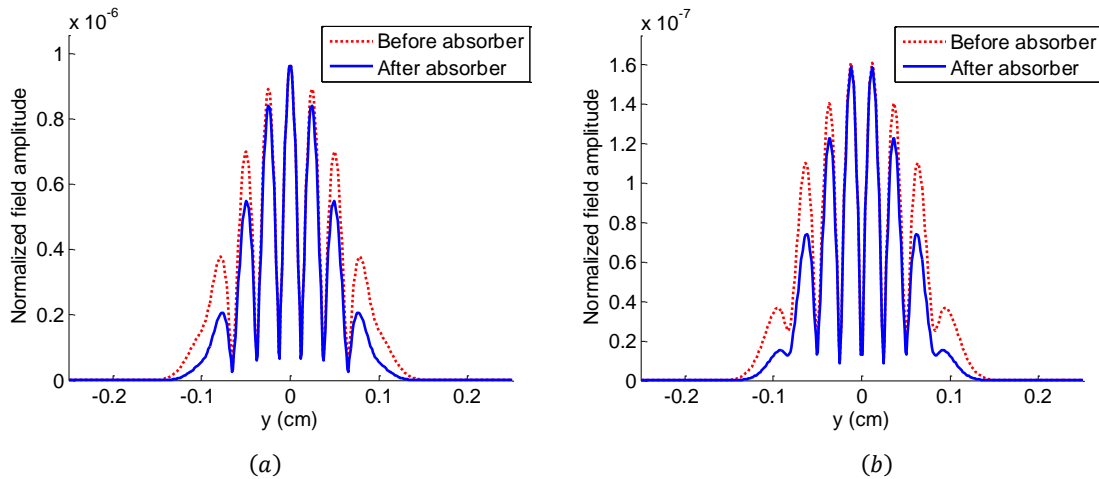 x 10^-6
Before absorber
After absorber
Normalized field amplitude
1
0.8
0.6
0.4
0.2
0
-0.2 -0.1 0 0.1 0.2
y (cm)
(a)
x 10^-7
Before absorber
After absorber
Normalized field amplitude
1.6
1.4
1.2
1
0.8
0.6
0.4
0.2
0
-0.2 -0.1 0 0.1 0.2
y (cm)
(b)